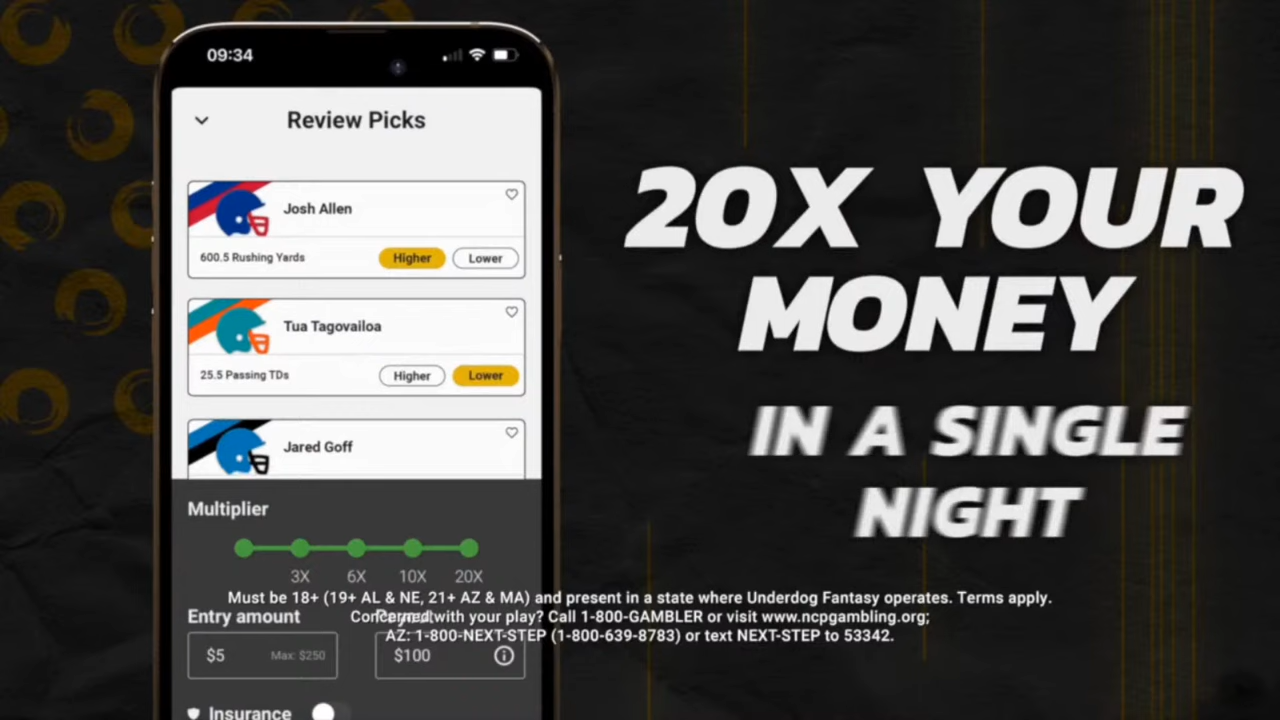 09:34
Review Picks
Josh Allen
600.5 Rushing Yards Higher Lower
Tua Tagovailoa
25.5 Passing TDs Higher Lower
Jared Goff
Multiplier
3X 6X 10X 20X
Entry amount
$5 Max: $250 $100
Insurance
20X YOUR
MONEY
IN A SINGLE
NIGHT
Must be 18+ (19+ AL & NE, 21+ AZ & MA) and present in a state where Underdog Fantasy operates. Terms apply.
Concerned with your play? Call 1-800-GAMBLER or visit www.ncpgambling.org;
AZ: 1-800-NEXT-STEP (1-800-639-8783) or text NEXT-STEP to 53342.